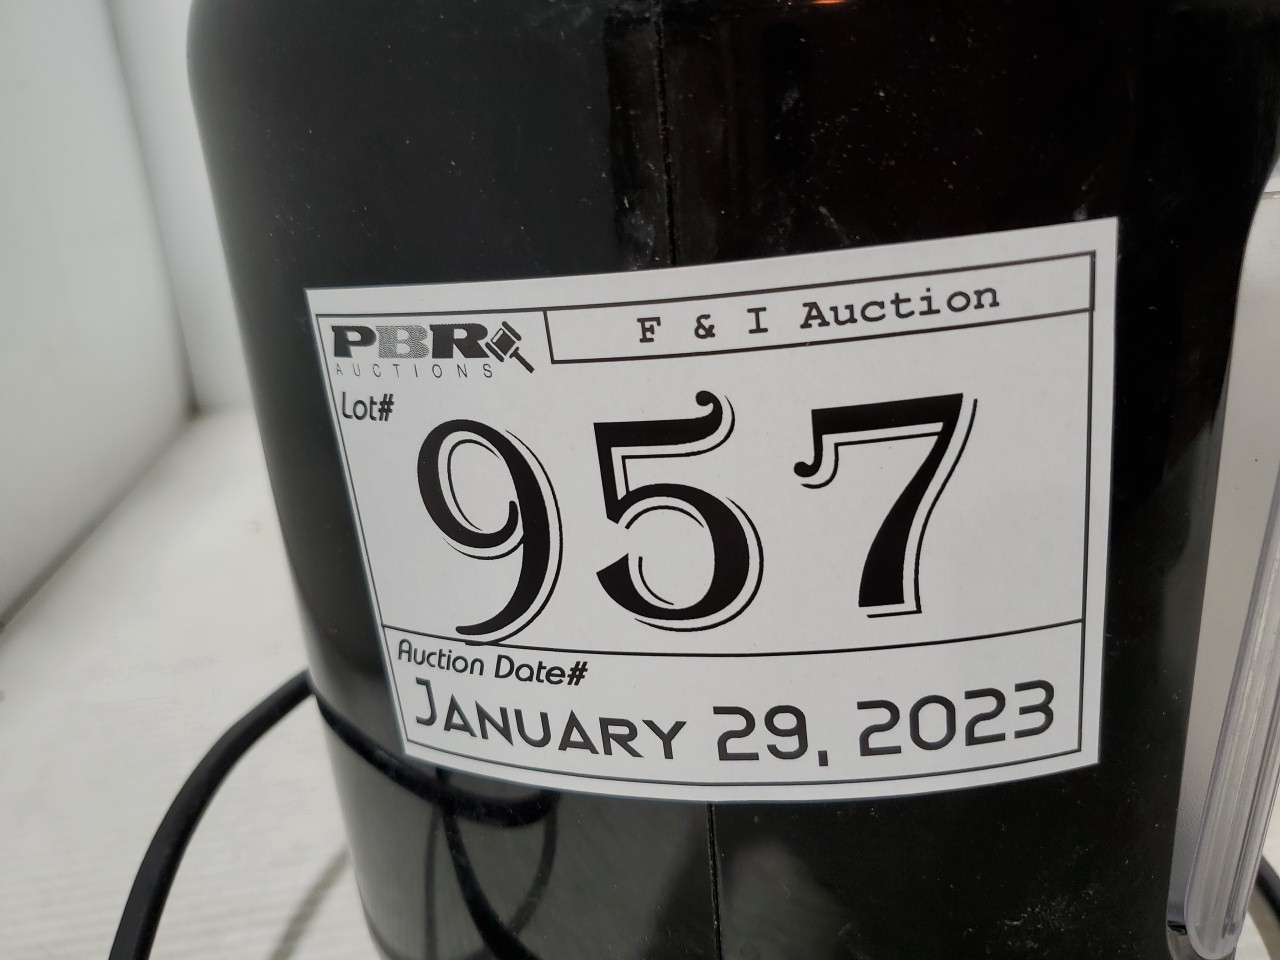 PBR
AUCTIONS
F & I Auction
Lot#
957
Auction Date#
JANUARY 29, 2023